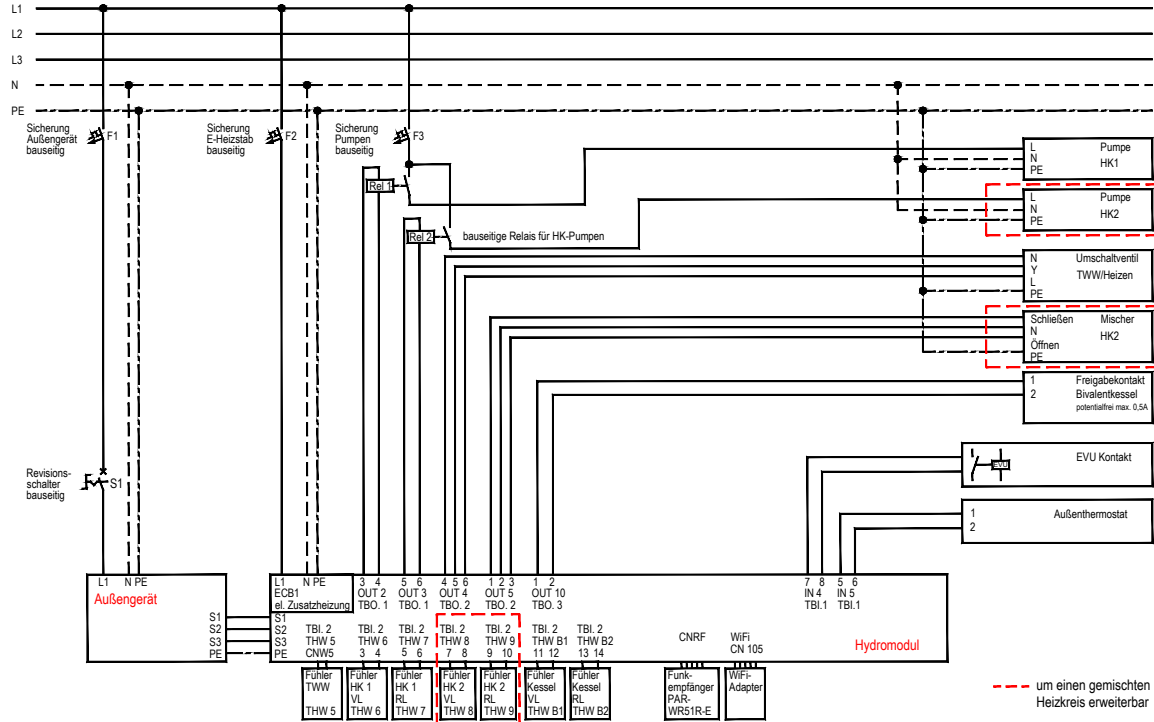 L1
L2
L3
N
PE
Sicherung
Außengerät
bauseitig
F1
Sicherung
E-Heizstab
bauseitig
F2
Sicherung
Pumpen
bauseitig
F3
Rel 1
Rel 2
bauseitige Relais für HK-Pumpen
L Pumpe
N HK1
PE
L Pumpe
N HK2
PE
N Umschaltventil
Y TWW/Heizen
L
PE
Schließen Mischer
N HK2
Öffnen
PE
1 Freigabekontakt
2 Bivalentkessel
potentialfrei max. 0,5A
EVU EVU Kontakt
1 Außenthermostat
2
Revisions-
schalter
bauseitig
S1
L1 N PE
Außengerät
S1
S2
S3
PE
L1 N PE
ECB1
el. Zusatzheizung
S1
S2
S3
PE
3 4
OUT 2
TBO. 1
5 6
OUT 3
TBO. 1
4 5 6
OUT 4
TBO. 2
1 2 3
OUT 5
TBO. 2
1 2
OUT 10
TBO. 3
7 8
IN 4
TBI.1
5 6
IN 5
TBI.1
TBI. 2
THW 5
CNW5
TBI. 2
THW 6
3 4
TBI. 2
THW 7
5 6
TBI. 2
THW 8
7 8
TBI. 2
THW 9
9 10
TBI. 2
THW B1
11 12
TBI. 2
THW B2
13 14
CNRF
WiFi
CN 105
Hydromodul
Fühler
TWW
THW 5
Fühler
HK 1
VL
THW 6
Fühler
HK 1
RL
THW 7
Fühler
HK 2
VL
THW 8
Fühler
HK 2
RL
THW 9
Fühler
Kessel
VL
THW B1
Fühler
Kessel
RL
THW B2
Funk-
empfänger
PAR-
WR51R-E
WiFi-
Adapter
um einen gemischten
Heizkreis erweiterbar